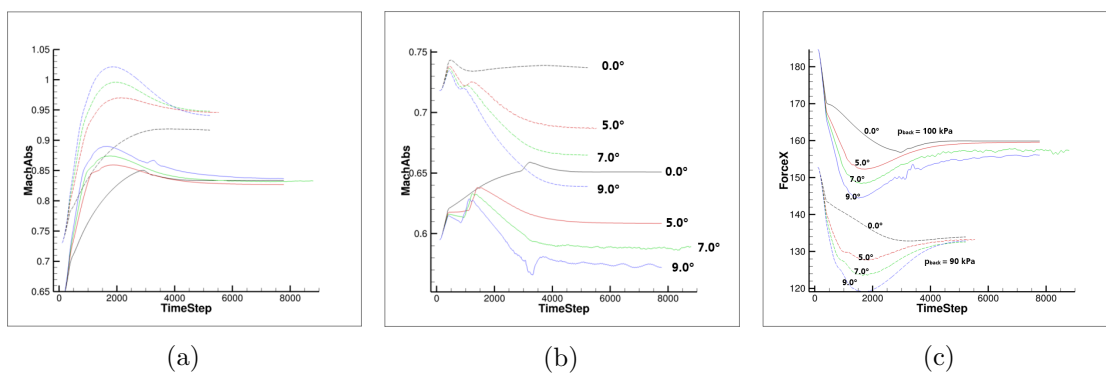 1.05
1
0.95
0.9
0.85
0.8
0.75
0.7
0.65
MachAbs
0 2000 4000 6000 8000
TimeStep
(a)
0.75
0.7
0.65
0.6
MachAbs
0.0°
5.0°
7.0°
9.0°
0.0°
5.0°
7.0°
9.0°
0 2000 4000 6000 8000
TimeStep
(b)
180
170
160
150
140
130
120
ForceX
0.0°
pback = 100 kPa
5.0°
7.0°
9.0°
0.0°
5.0°
pback = 90 kPa
7.0°
9.0°
0 2000 4000 6000 8000
TimeStep
(c)